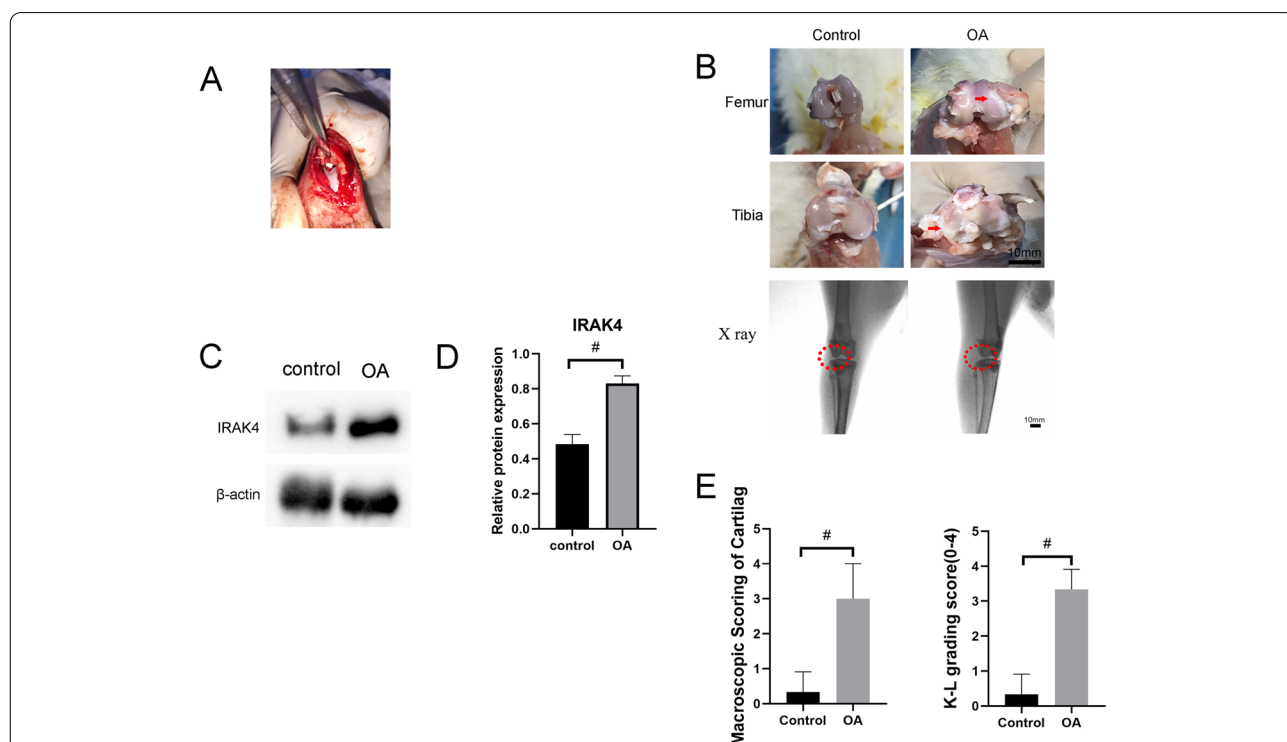 A
B
Control
OA
Femur
Tibia
10mm
X ray
10mm
C
control
OA
IRAK4
β-actin
D
IRAK4
#
Relative protein expression
1.0
0.8
0.6
0.4
0.2
0.0
control
OA
E
Macroscopic Scoring of Cartilag
5
4
3
2
1
0
#
Control
OA
K-L grading score(0-4)
5
4
3
2
1
0
#
Control
OA